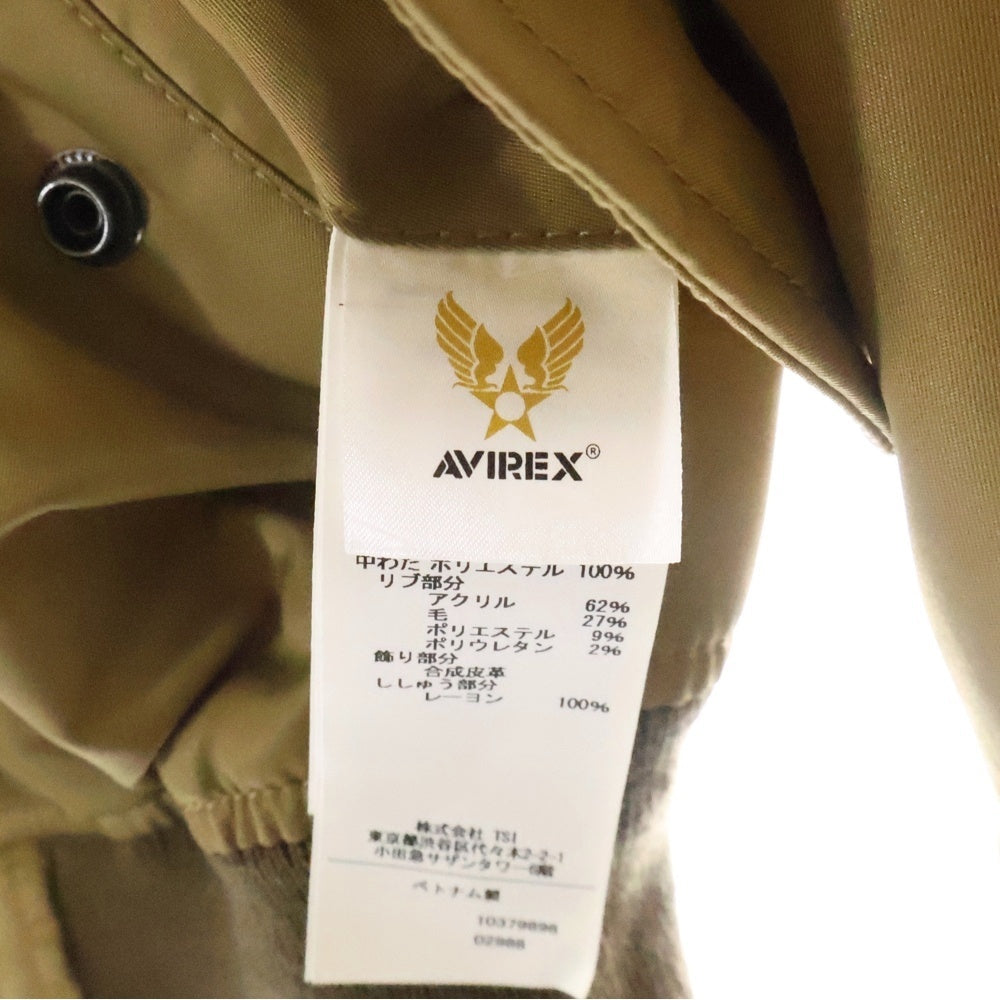 AVIREX®
中わた ポリエステル 100%
リブ部分
アクリル 62%
毛 27%
ポリエステル 9%
ポリウレタン 2%
飾り部分
合成皮革
ししゅう部分
レーヨン 100%
株式会社 TSI
東京都渋谷区代々木2-2-1
小田急サザンタワー6階
ベトナム製
10379898
02988